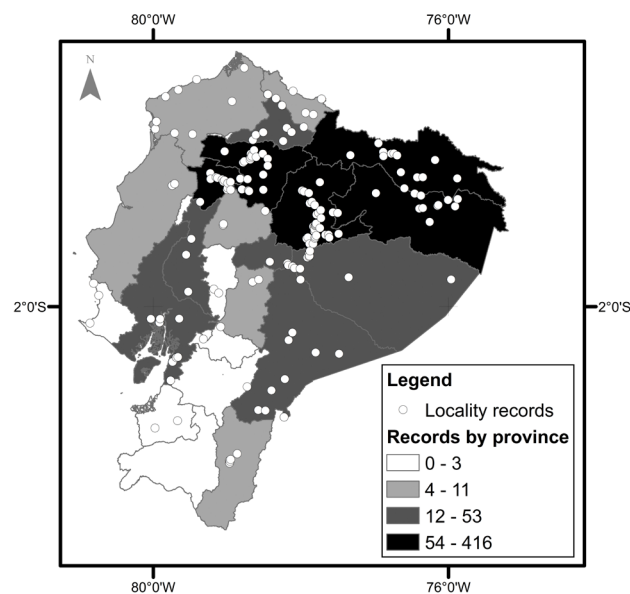 80°0'W 76°0'W
N
2°0'S 2°0'S
Legend
Locality records
Records by province
0 - 3
4 - 11
12 - 53
54 - 416
80°0'W 76°0'W